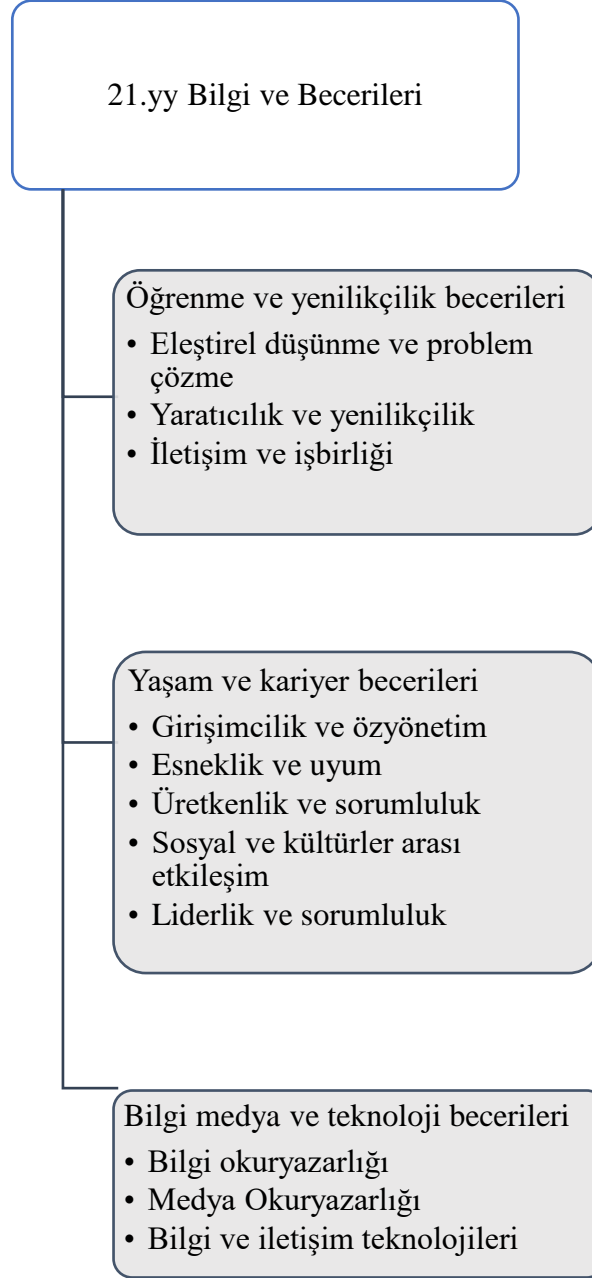 21.yy Bilgi ve Becerileri
Öğrenme ve yenilikçilik becerileri
• Eleştirel düşünme ve problem
çözme
• Yaratıcılık ve yenilikçilik
• İletişim ve işbirliği
Yaşam ve kariyer becerileri
• Girişimcilik ve özyönetim
• Esneklik ve uyum
• Üretkenlik ve sorumluluk
• Sosyal ve kültürler arası
etkileşim
• Liderlik ve sorumluluk
Bilgi medya ve teknoloji becerileri
• Bilgi okuryazarlığı
• Medya Okuryazarlığı
• Bilgi ve iletişim teknolojileri